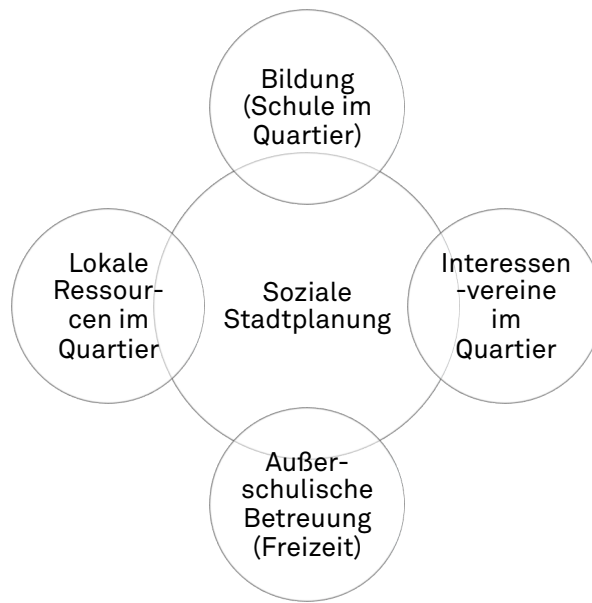 Bildung
(Schule im
Quartier)
Lokale
Ressour-
cen im
Quartier
Soziale
Stadtplanung
Interessen
-vereine
im
Quartier
Außer-
schulische
Betreuung
(Freizeit)